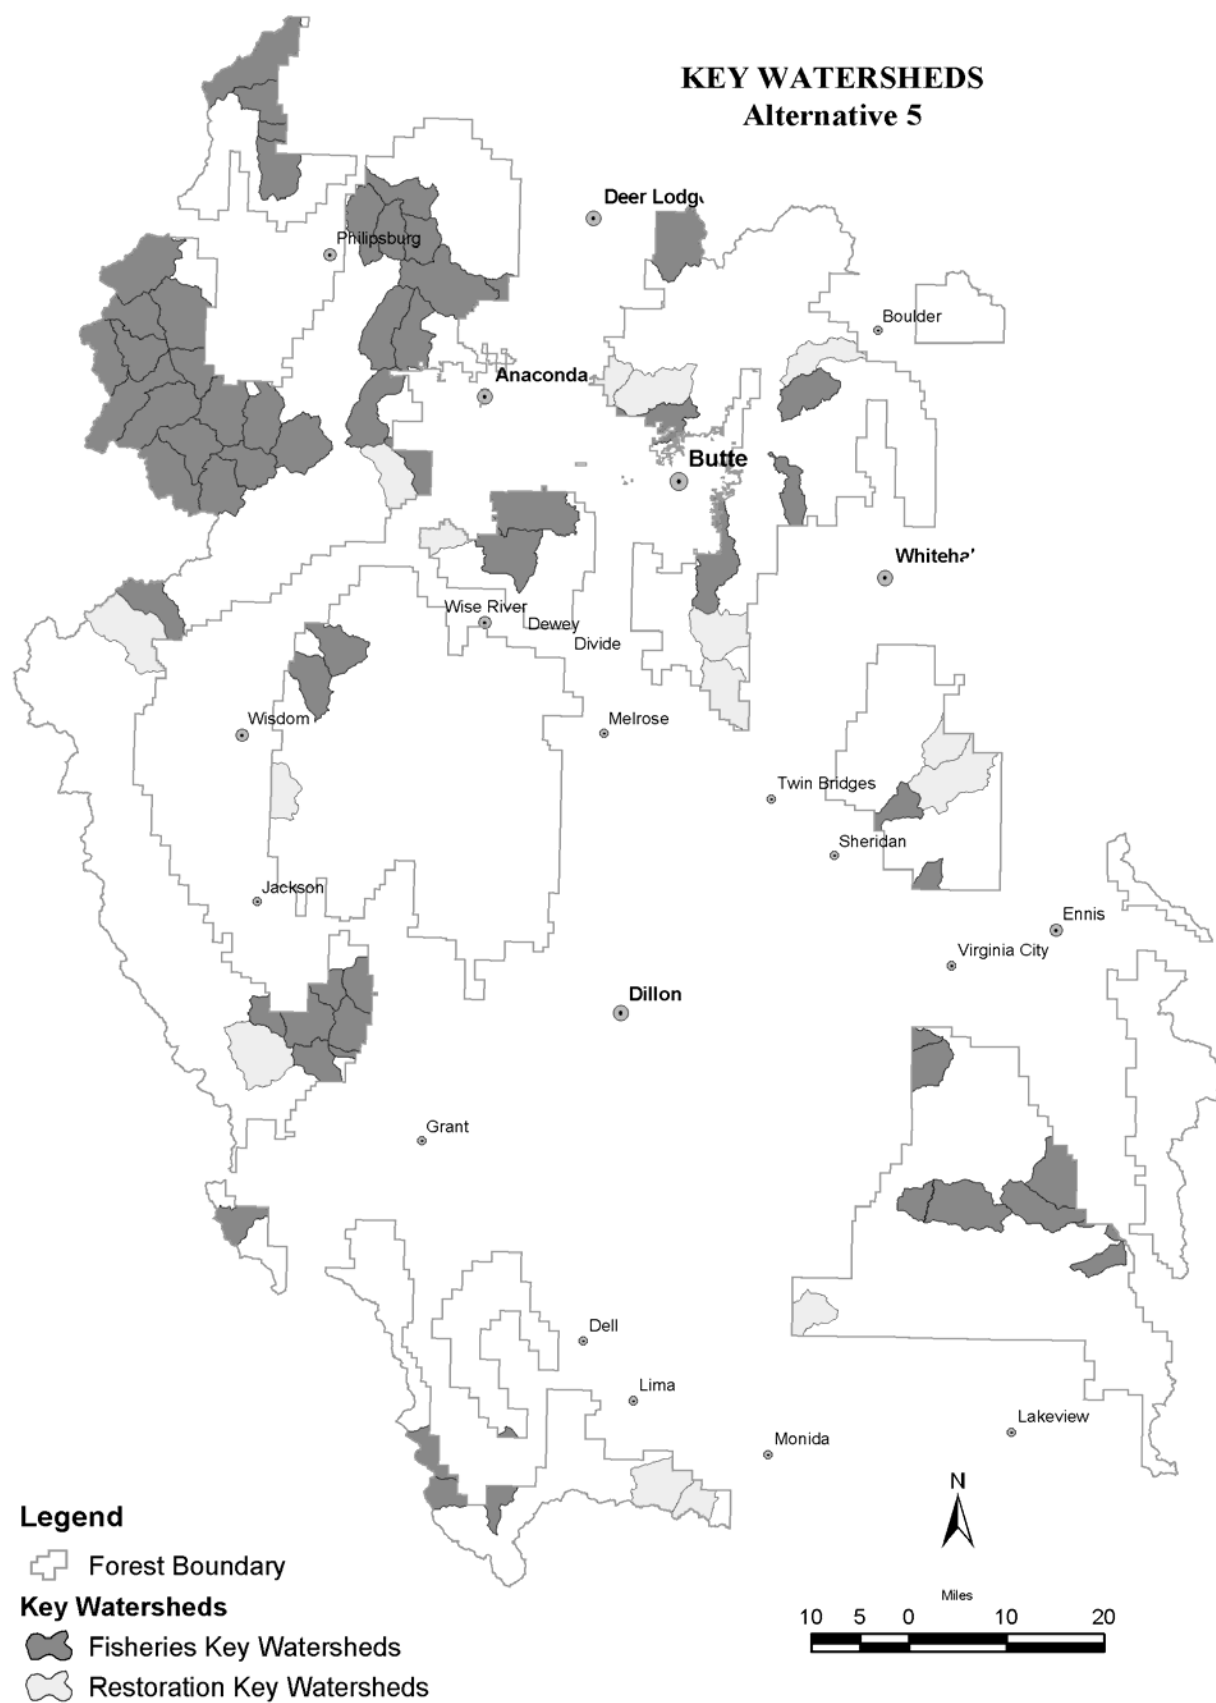 KEY WATERSHEDS
Alternative 5
Deer Lodg
Philipsburg
Boulder
Anaconda
Butte
Whiteha
Wise River
Dewey
Divide
Wisdom
Melrose
Twin Bridges
Sheridan
Jackson
Ennis
Virginia City
Dillon
Grant
Dell
Lima
Lakeview
Monida
N
Legend
Forest Boundary
Key Watersheds
Fisheries Key Watersheds
Restoration Key Watersheds
Miles
10 5 0 10 20